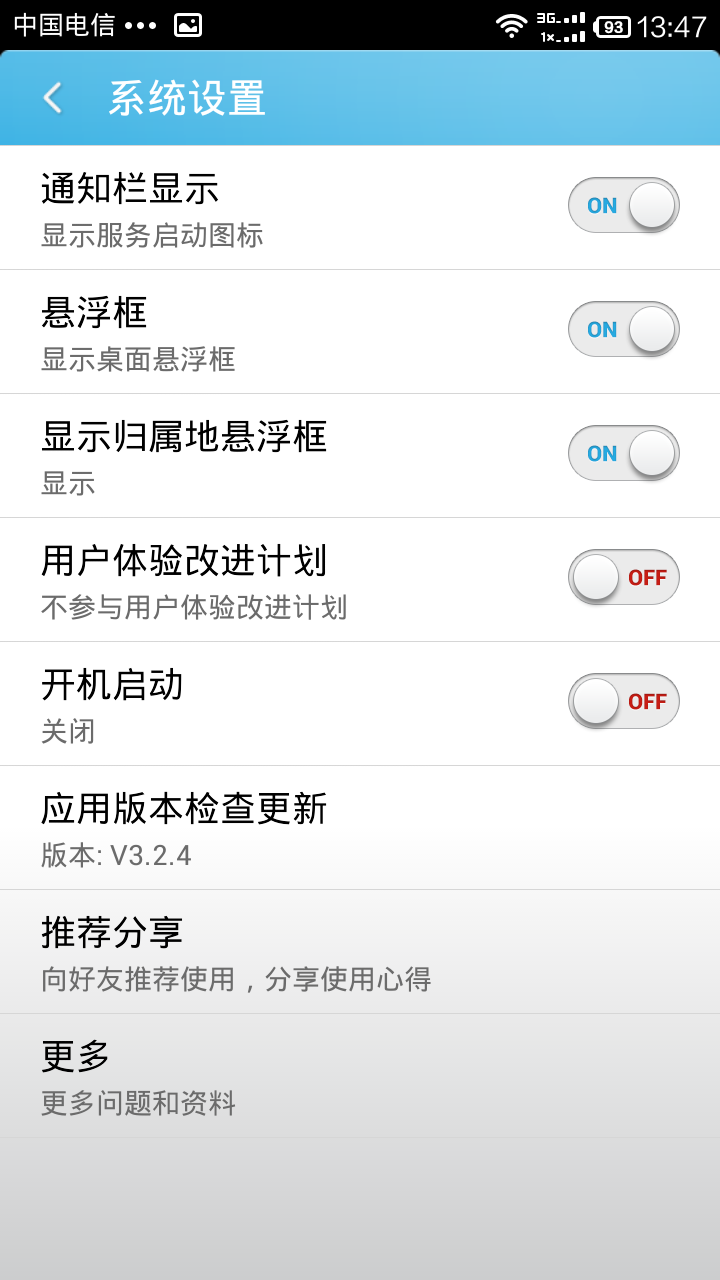 中国电信 ••• 3G 1× 93 13:47
系统设置
通知栏显示
显示服务启动图标
ON
悬浮框
显示桌面悬浮框
ON
显示归属地悬浮框
显示
ON
用户体验改进计划
不参与用户体验改进计划
OFF
开机启动
关闭
OFF
应用版本检查更新
版本: V3.2.4
推荐分享
向好友推荐使用，分享使用心得
更多
更多问题和资料